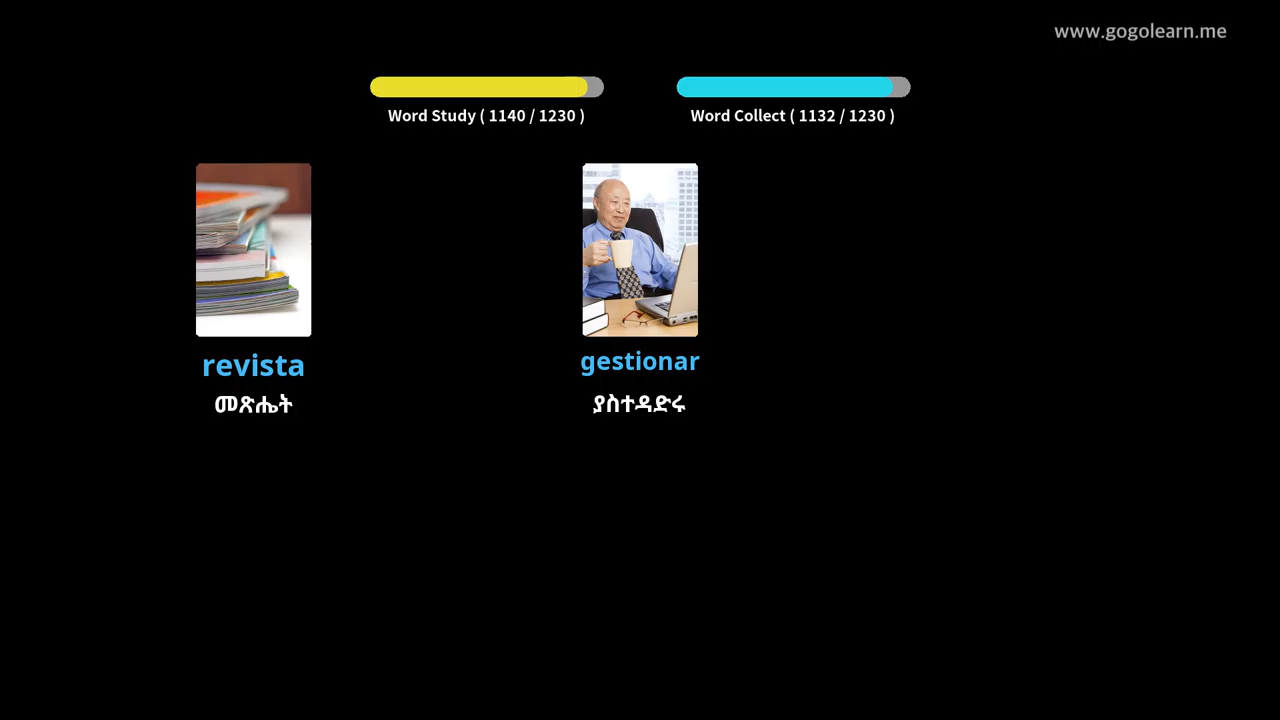 www.gogolearn.me
Word Study ( 1140 / 1230 )
Word Collect ( 1132 / 1230 )
revista
መጽሔት
gestionar
ያስተዳድሩ